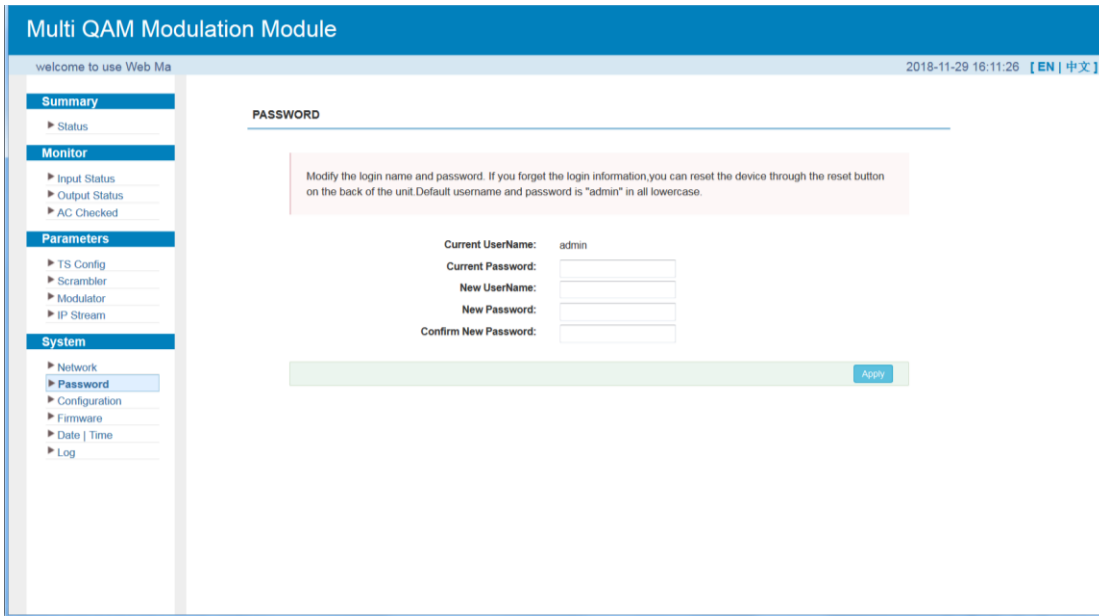 Multi QAM Modulation Module
welcome to use Web Ma
2018-11-29 16:11:26 [ EN | 中文 ]
Summary
Status
Monitor
Input Status
Output Status
AC Checked
Parameters
TS Config
Scrambler
Modulator
IP Stream
System
Network
Password
Configuration
Firmware
Date | Time
Log
PASSWORD
Modify the login name and password. If you forget the login information,you can reset the device through the reset button
on the back of the unit.Default username and password is "admin" in all lowercase.
Current UserName: admin
Current Password:
New UserName:
New Password:
Confirm New Password:
Apply